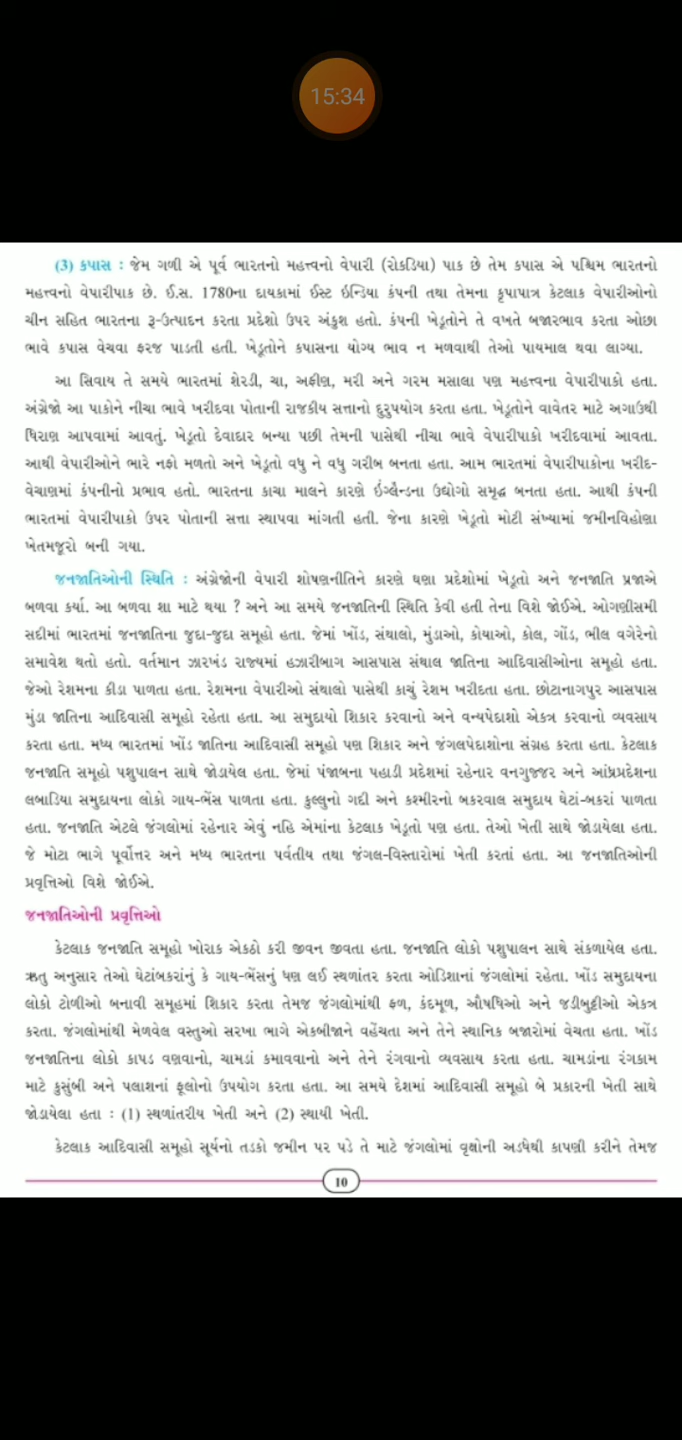 15:34
(3) કપાસ : જેમ ગળી એ પૂર્વ ભારતનો મહત્ત્વનો વેપારી (રોકડિયા) પાક છે તેમ કપાસ એ પશ્ચિમ ભારતનો
મહત્ત્વનો વેપારીપાક છે. ઈ.સ. 1780ના દાયકામાં ઈસ્ટ ઇન્ડિયા કંપની તથા તેમના કૃપાપાત્ર કેટલાક વેપારીઓનો
ચીન સહિત ભારતના રૂ-ઉત્પાદન કરતા પ્રદેશો ઉપર અંકુશ હતો. કંપની ખેડૂતોને તે વખતે બજારભાવ કરતા ઓછા
ભાવે કપાસ વેચવા ફરજ પાડતી હતી. ખેડૂતોને કપાસના યોગ્ય ભાવ ન મળવાથી તેઓ પાયમાલ થવા લાગ્યા.
આ સિવાય તે સમયે ભારતમાં શેરડી, ચા, અફીણ, મરી અને ગરમ મસાલા પણ મહત્ત્વના વેપારીપાકો હતા.
અંગ્રેજો આ પાકોને નીચા ભાવે ખરીદવા પોતાની રાજકીય સત્તાનો દુરુપયોગ કરતા હતા. ખેડૂતોને વાવેતર માટે અગાઉથી
ધિરાણ આપવામાં આવતું. ખેડૂતો દેવાદાર બન્યા પછી તેમની પાસેથી નીચા ભાવે વેપારીપાકો ખરીદવામાં આવતા.
આથી વેપારીઓને ભારે નફો મળતો અને ખેડૂતો વધુ ને વધુ ગરીબ બનતા હતા. આમ ભારતમાં વેપારીપાકોના ખરીદ-
વેચાણમાં કંપનીનો પ્રભાવ હતો. ભારતના કાચા માલને કારણે ઇંગ્લૅન્ડના ઉદ્યોગો સમૃદ્ધ બનતા હતા. આથી કંપની
ભારતમાં વેપારીપાકો ઉપર પોતાની સત્તા સ્થાપવા માંગતી હતી. જેના કારણે ખેડૂતો મોટી સંખ્યામાં જમીનવિહોણા
ખેતમજૂરો બની ગયા.
જનજાતિઓની સ્થિતિ : અંગ્રેજોની વેપારી શોષણનીતિને કારણે ઘણા પ્રદેશોમાં ખેડૂતો અને જનજાતિ પ્રજાએ
બળવા કર્યા. આ બળવા શા માટે થયા ? અને આ સમયે જનજાતિની સ્થિતિ કેવી હતી તેના વિશે જોઈએ. ઓગણીસમી
સદીમાં ભારતમાં જનજાતિના જુદા-જુદા સમૂહો હતા. જેમાં ખોંડ, સંથાલો, મુંડાઓ, કોયાઓ, કોલ, ગોંડ, ભીલ વગેરેનો
સમાવેશ થતો હતો. વર્તમાન ઝારખંડ રાજ્યમાં હઝારીબાગ આસપાસ સંથાલ જાતિના આદિવાસીઓના સમૂહો હતા.
જેઓ રેશમના કીડા પાળતા હતા. રેશમના વેપારીઓ સંથાલો પાસેથી કાચું રેશમ ખરીદતા હતા. છોટાનાગપુર આસપાસ
મુંડા જાતિના આદિવાસી સમૂહો રહેતા હતા. આ સમુદાયો શિકાર કરવાનો અને વન્યપેદાશો એકત્ર કરવાનો વ્યવસાય
કરતા હતા. મધ્ય ભારતમાં ખોંડ જાતિના આદિવાસી સમૂહો પણ શિકાર અને જંગલપેદાશોના સંગ્રહ કરતા હતા. કેટલાક
જનજાતિ સમૂહો પશુપાલન સાથે જોડાયેલ હતા. જેમાં પંજાબના પહાડી પ્રદેશમાં રહેનાર વનગુજ્જર અને આંધ્રપ્રદેશના
લબાડિયા સમુદાયના લોકો ગાય-ભેંસ પાળતા હતા. કુલ્લુનો ગદ્દી અને કશ્મીરનો બકરવાલ સમુદાય ઘેટાં-બકરાં પાળતા
હતા. જનજાતિ એટલે જંગલોમાં રહેનાર એવું નહિ એમાંના કેટલાક ખેડૂતો પણ હતા. તેઓ ખેતી સાથે જોડાયેલા હતા.
જે મોટા ભાગે પૂર્વોત્તર અને મધ્ય ભારતના પર્વતીય તથા જંગલ-વિસ્તારોમાં ખેતી કરતાં હતા. આ જનજાતિઓની
પ્રવૃત્તિઓ વિશે જોઈએ.
જનજાતિઓની પ્રવૃત્તિઓ
કેટલાક જનજાતિ સમૂહો ખોરાક એકઠો કરી જીવન જીવતા હતા. જનજાતિ લોકો પશુપાલન સાથે સંકળાયેલ હતા.
ઋતુ અનુસાર તેઓ ઘેટાંબકરાંનું કે ગાય-ભેંસનું ધણ લઈ સ્થળાંતર કરતા ઓડિશાનાં જંગલોમાં રહેતા. ખોંડ સમુદાયના
લોકો ટોળીઓ બનાવી સમૂહમાં શિકાર કરતા તેમજ જંગલોમાંથી ફળ, કંદમૂળ, ઔષધિઓ અને જડીબુટ્ટીઓ એકત્ર
કરતા. જંગલોમાંથી મેળવેલ વસ્તુઓ સરખા ભાગે એકબીજાને વહેંચતા અને તેને સ્થાનિક બજારોમાં વેચતા હતા. ખોંડ
જનજાતિના લોકો કાપડ વણવાનો, ચામડાં કમાવવાનો અને તેને રંગવાનો વ્યવસાય કરતા હતા. ચામડાંના રંગકામ
માટે કુસુંબી અને પલાશનાં ફૂલોનો ઉપયોગ કરતા હતા. આ સમયે દેશમાં આદિવાસી સમૂહો બે પ્રકારની ખેતી સાથે
જોડાયેલા હતા : (1) સ્થળાંતરીય ખેતી અને (2) સ્થાયી ખેતી.
કેટલાક આદિવાસી સમૂહો સૂર્યનો તડકો જમીન પર પડે તે માટે જંગલોમાં વૃક્ષોની અડધેથી કાપણી કરીને તેમજ
10